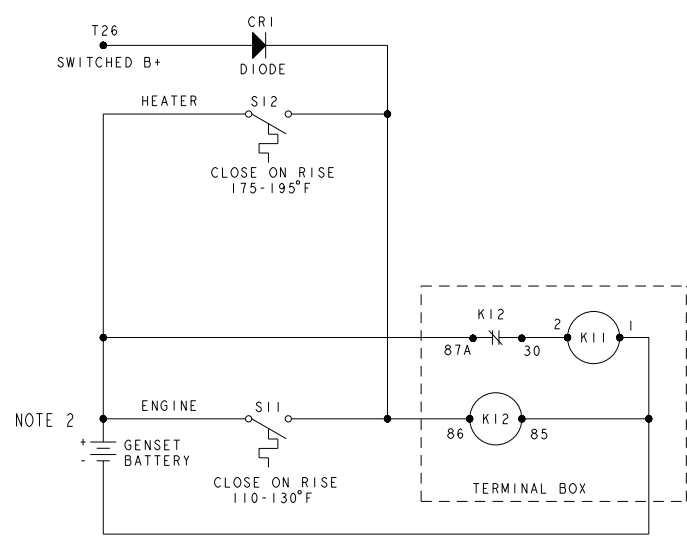 CR1
T26
SWITCHED B+
DIODE
HEATER
S12
CLOSE ON RISE
175-195°F
K12
2
K11
1
87A
30
NOTE 2
ENGINE
S11
K12
86
85
+
GENSET
-
BATTERY
CLOSE ON RISE
110-130°F
TERMINAL BOX